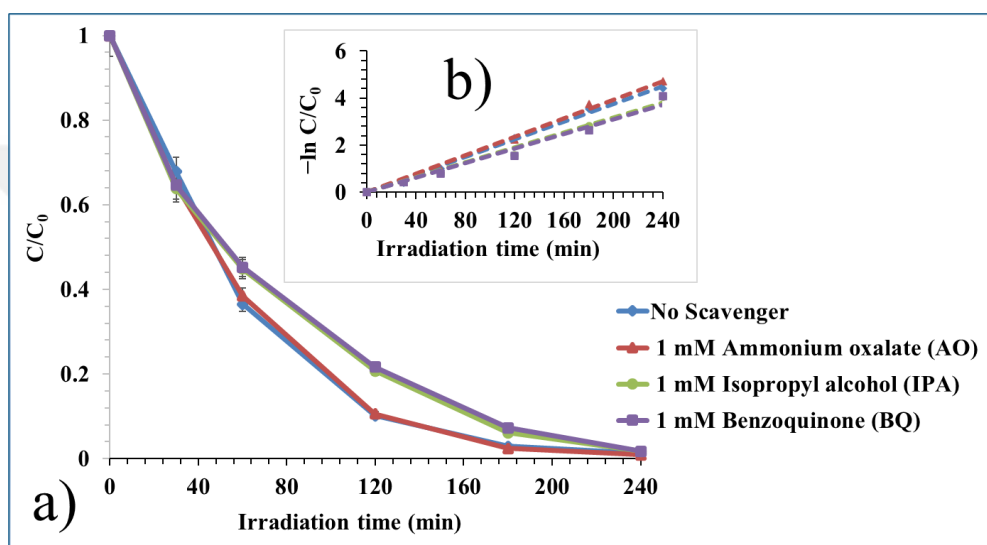 1
0.8
0.6
0.4
0.2
0
C/C₀
0 40 80 120 160 200 240
Irradiation time (min)
a)
6
4
2
0
−ln C/C₀
b)
0 40 80 120 160 200 240
Irradiation time (min)
No Scavenger
1 mM Ammonium oxalate (AO)
1 mM Isopropyl alcohol (IPA)
1 mM Benzoquinone (BQ)